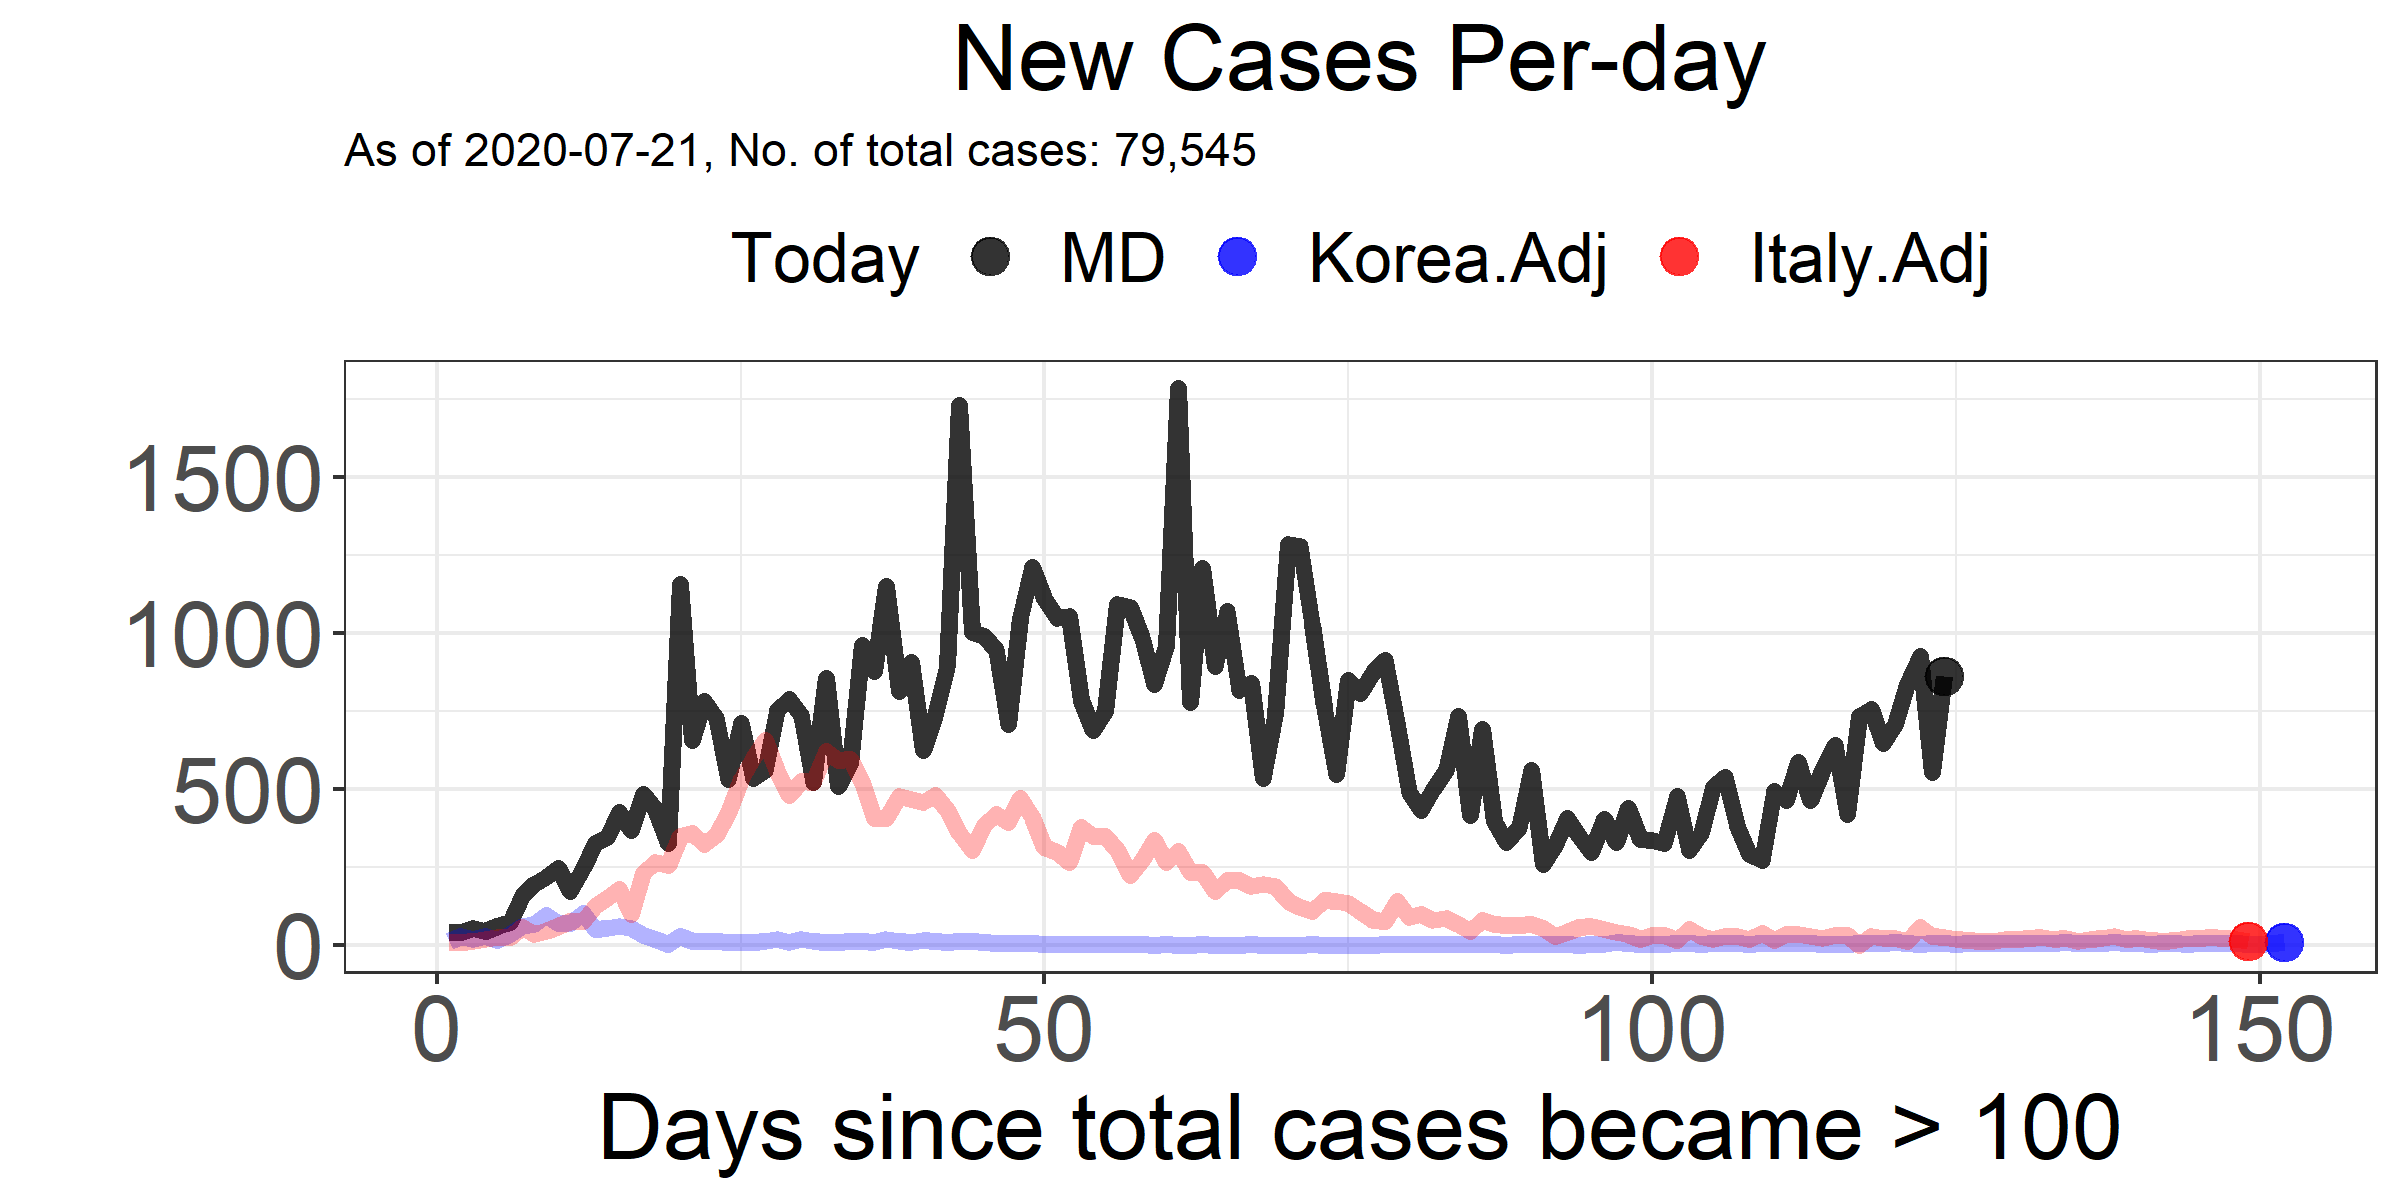 New Cases Per-day
As of 2020-07-21, No. of total cases: 79,545
Today MD Korea.Adj Italy.Adj
1500
1000
500
0
0 50 100 150
Days since total cases became > 100